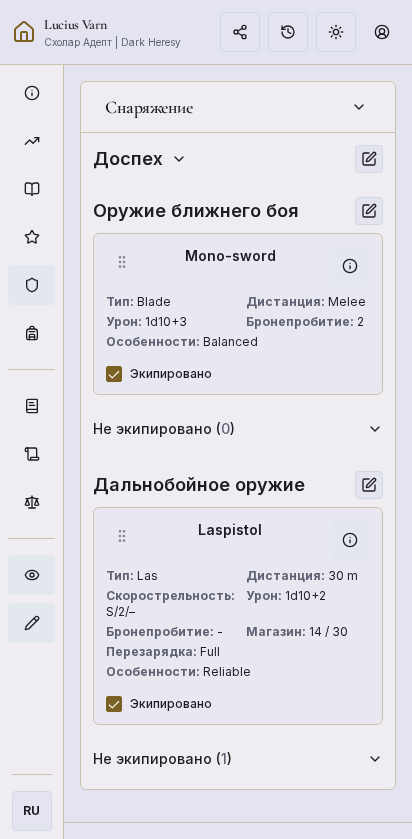 Lucius Varn
Схолар Адепт | Dark Heresy
Снаряжение
Доспех
Оружие ближнего боя
Mono-sword
Тип: Blade Дистанция: Melee
Урон: 1d10+3 Бронепробитие: 2
Особенности: Balanced
Экипировано
Не экипировано (0)
Дальнобойное оружие
Laspistol
Тип: Las Дистанция: 30 m
Скорострельность: Урон: 1d10+2
S/2/–
Бронепробитие: - Магазин: 14 / 30
Перезарядка: Full
Особенности: Reliable
Экипировано
Не экипировано (1)
RU